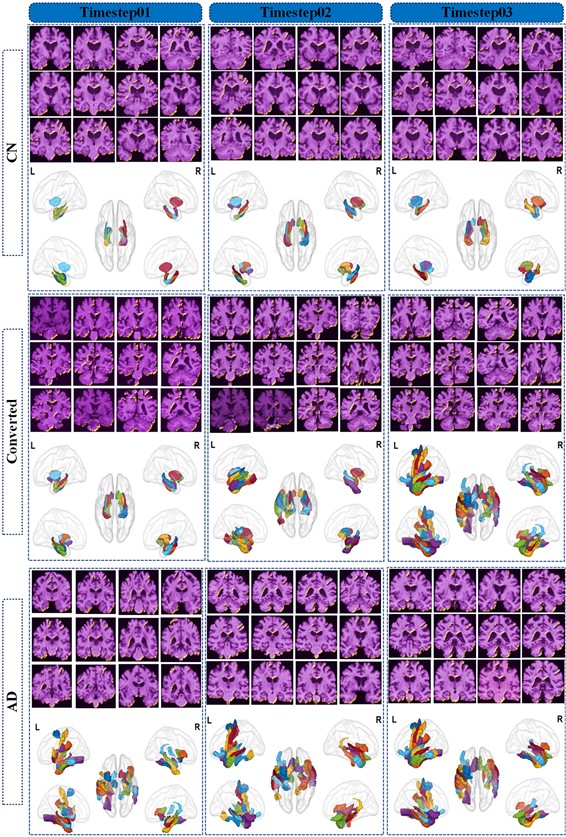 Timestep01 Timestep02 Timestep03
CN
L R L R L R
Converted
L R L R L R
AD
L R L R L R